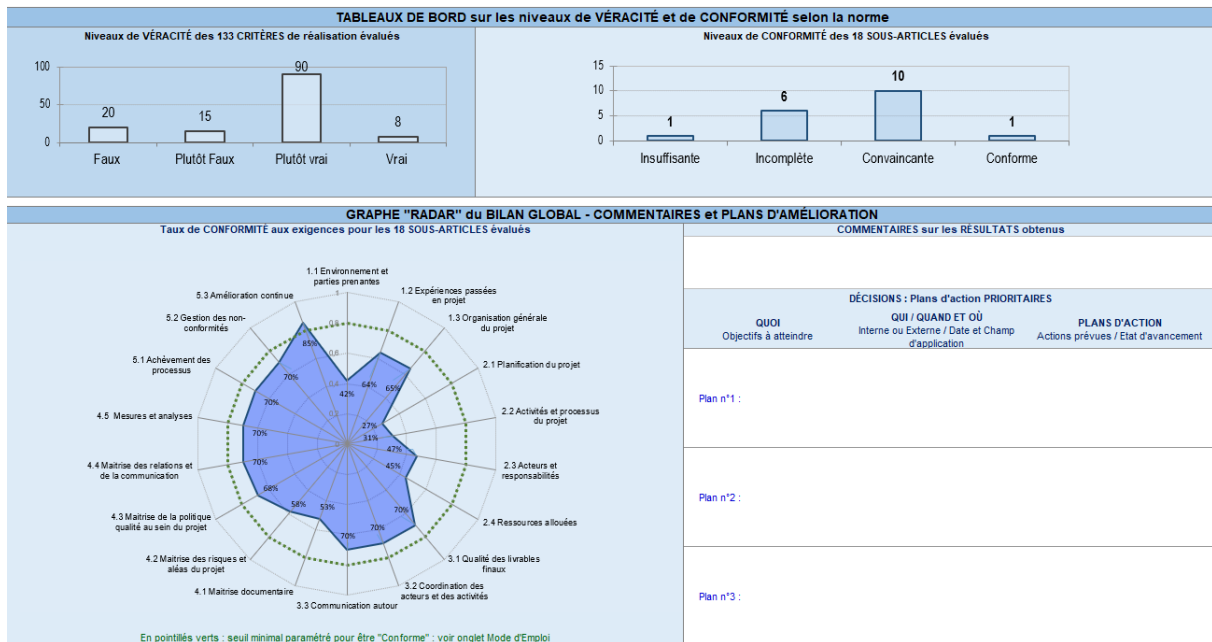 TABLEAUX DE BORD sur les niveaux de VÉRACITÉ et de CONFORMITÉ selon la norme
Niveaux de VÉRACITÉ des 133 CRITÈRES de réalisation évalués
100
50
0
20
15
90
8
Faux
Plutôt Faux
Plutôt vrai
Vrai
Niveaux de CONFORMITÉ des 18 SOUS-ARTICLES évalués
15
10
5
0
1
6
10
1
Insuffisante
Incomplète
Convaincante
Conforme
GRAPHE "RADAR" du BILAN GLOBAL - COMMENTAIRES et PLANS D'AMÉLIORATION
Taux de CONFORMITÉ aux exigences pour les 18 SOUS-ARTICLES évalués
1.1 Environnement et
parties prenantes
1.2 Expériences passées
en projet
1.3 Organisation générale
du projet
2.1 Planification du projet
2.2 Activités et processus
du projet
2.3 Acteurs et
responsabilités
2.4 Ressources allouées
3.1 Qualité des livrables
finaux
3.2 Coordination des
acteurs et des activités
3.3 Communication autour
4.1 Maitrise documentaire
4.2 Maitrise des risques et
aléas du projet
4.3 Maitrise de la politique
qualité au sein du projet
4.4 Maitrise des relations et
de la communication
4.5 Mesures et analyses
5.1 Achèvement des
processus
5.2 Gestion des non-
conformités
5.3 Amélioration continue
1
0,8
0,6
0,4
0,2
42%
64%
65%
27%
31%
47%
45%
70%
70%
70%
53%
58%
68%
70%
70%
70%
70%
85%
En pointillés verts : seuil minimal paramétré pour être "Conforme" : voir onglet Mode d'Emploi
COMMENTAIRES sur les RÉSULTATS obtenus
DÉCISIONS : Plans d'action PRIORITAIRES
QUOI
Objectifs à atteindre
QUI / QUAND ET OÙ
Interne ou Externe / Date et Champ
d'application
PLANS D'ACTION
Actions prévues / Etat d'avancement
Plan n°1 :
Plan n°2 :
Plan n°3 :